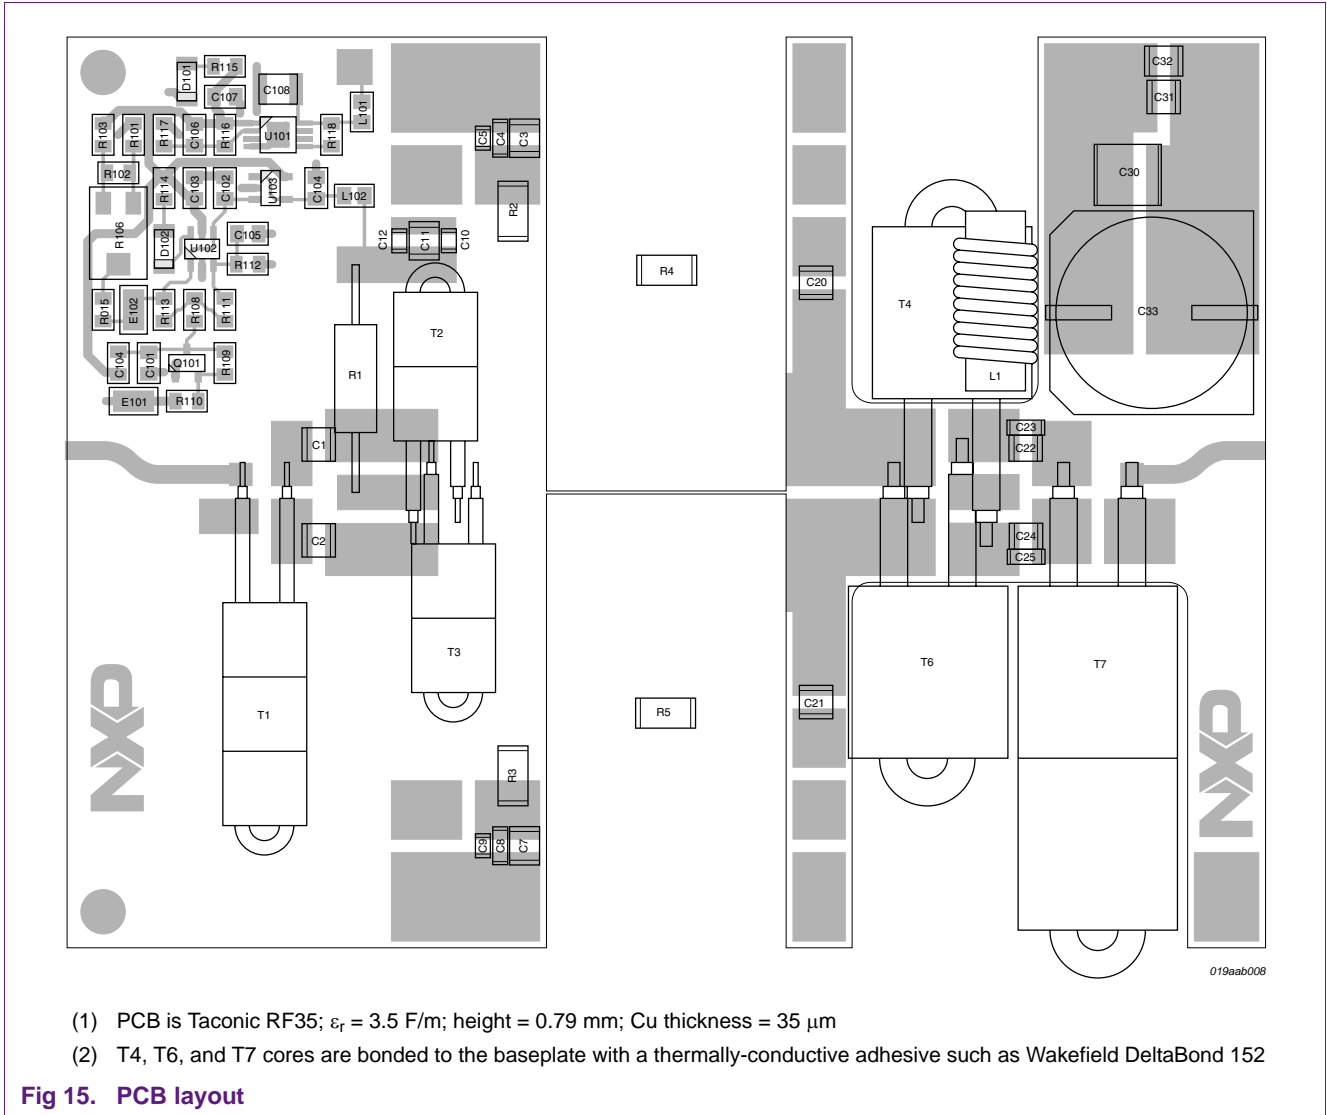 D101
R115
C107
C108
L101
R103
R101
R117
C106
R116
U101
R118
C5
C4
C3
R102
R114
C103
C102
U103
C104
L102
R2
R106
D102
U102
C105
R112
C12
C11
C10
R015
E102
R113
R108
R111
T2
C104
C101
Q101
R109
R1
E101
R110
C1
C2
T3
T1
NXP
R3
C9
C8
C7
R4
R5
C32
C31
C30
C20
T4
C33
L1
C23
C22
C24
C25
T6
T7
C21
NXP
019aab008
(1) PCB is Taconic RF35; εr = 3.5 F/m; height = 0.79 mm; Cu thickness = 35 μm
(2) T4, T6, and T7 cores are bonded to the baseplate with a thermally-conductive adhesive such as Wakefield DeltaBond 152
Fig 15. PCB layout